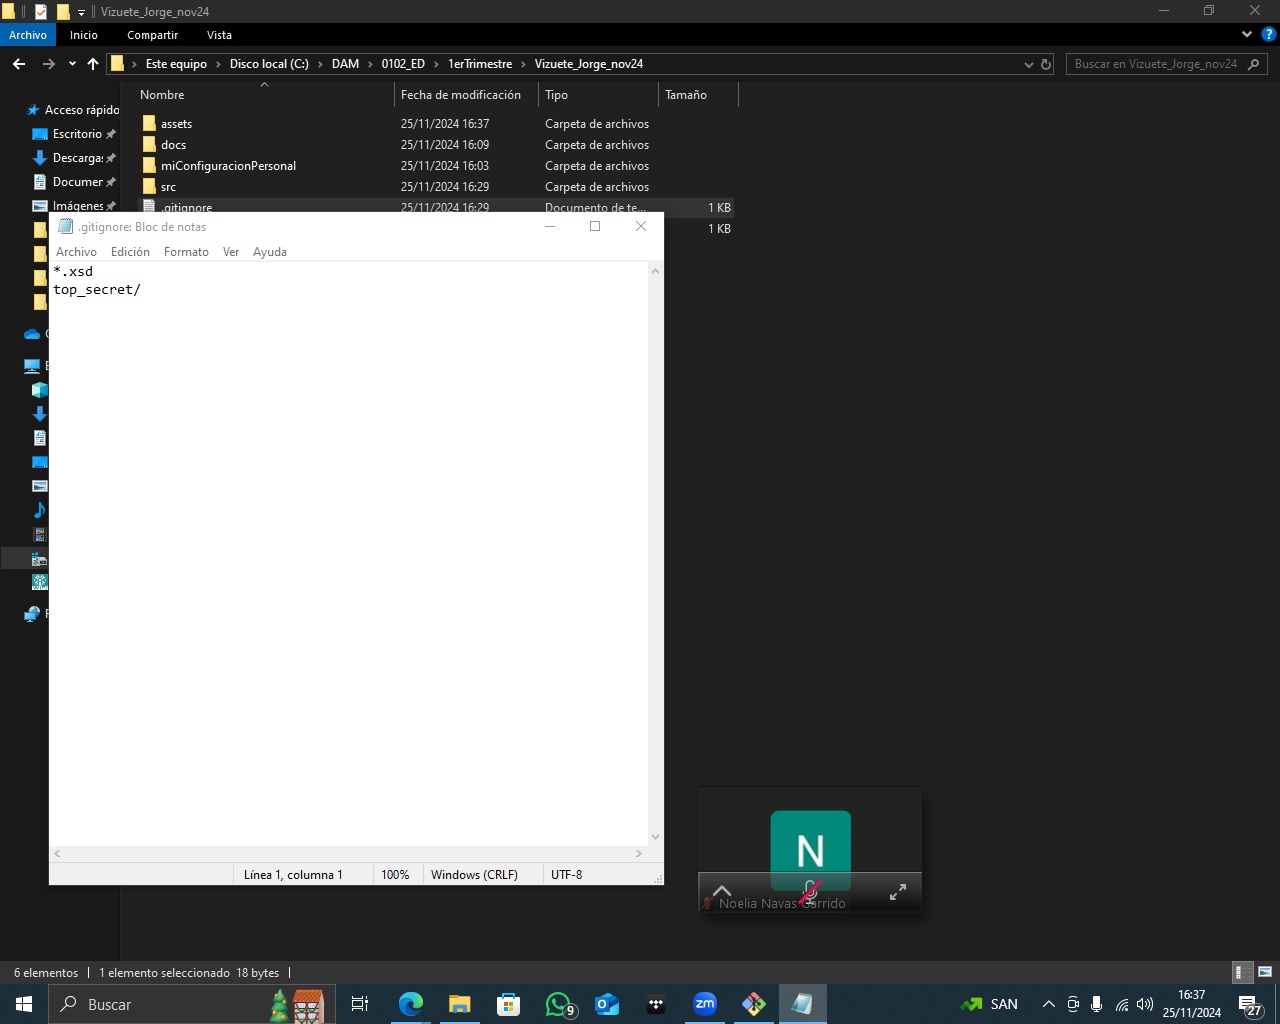 Vizuete_Jorge_nov24
Archivo Inicio Compartir Vista
Este equipo Disco local (C:) DAM 0102_ED 1erTrimestre Vizuete_Jorge_nov24
Buscar en Vizuete_Jorge_nov24
Nombre Fecha de modificación Tipo Tamaño
Acceso rápido
Escritorio
Descargas
Documen
Imágenes
assets 25/11/2024 16:37 Carpeta de archivos
docs 25/11/2024 16:09 Carpeta de archivos
miConfiguracionPersonal 25/11/2024 16:03 Carpeta de archivos
src 25/11/2024 16:29 Carpeta de archivos
.gitignore 25/11/2024 16:29 Documento de te... 1 KB
1 KB
.gitignore: Bloc de notas
Archivo Edición Formato Ver Ayuda
*.xsd
top_secret/
Línea 1, columna 1 100% Windows (CRLF) UTF-8
N
Noelia Navas Garrido
6 elementos 1 elemento seleccionado 18 bytes
Buscar
9
zm
SAN
16:37
25/11/2024
27